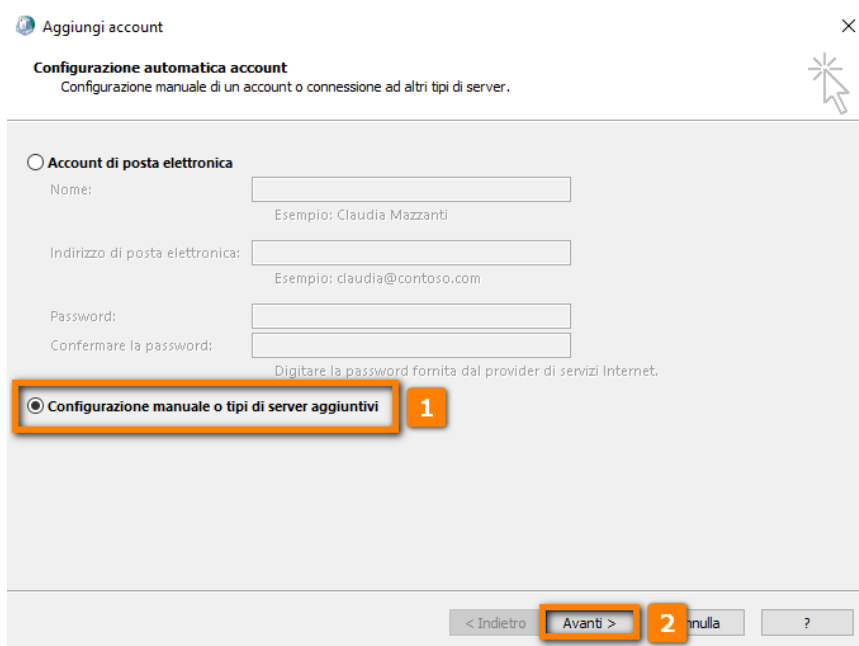 Aggiungi account
Configurazione automatica account
Configurazione manuale di un account o connessione ad altri tipi di server.
Account di posta elettronica
Nome:
Esempio: Claudia Mazzanti
Indirizzo di posta elettronica:
Esempio: claudia@contoso.com
Password:
Confermare la password:
Digitare la password fornita dal provider di servizi Internet.
Configurazione manuale o tipi di server aggiuntivi 1
< Indietro Avanti > 2 nnulla ?